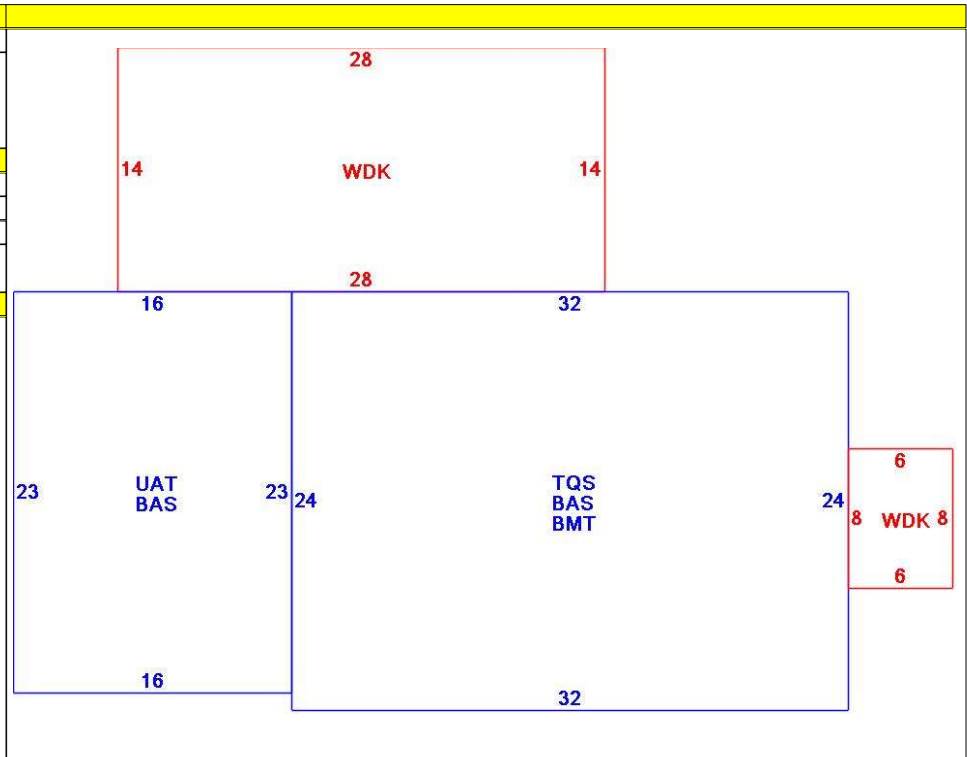 28
14 WDK 14
28
16 32
6
UAT
BAS
TQS
BAS
BMT
23 23 24 24
8 WDK 8
6
16
32